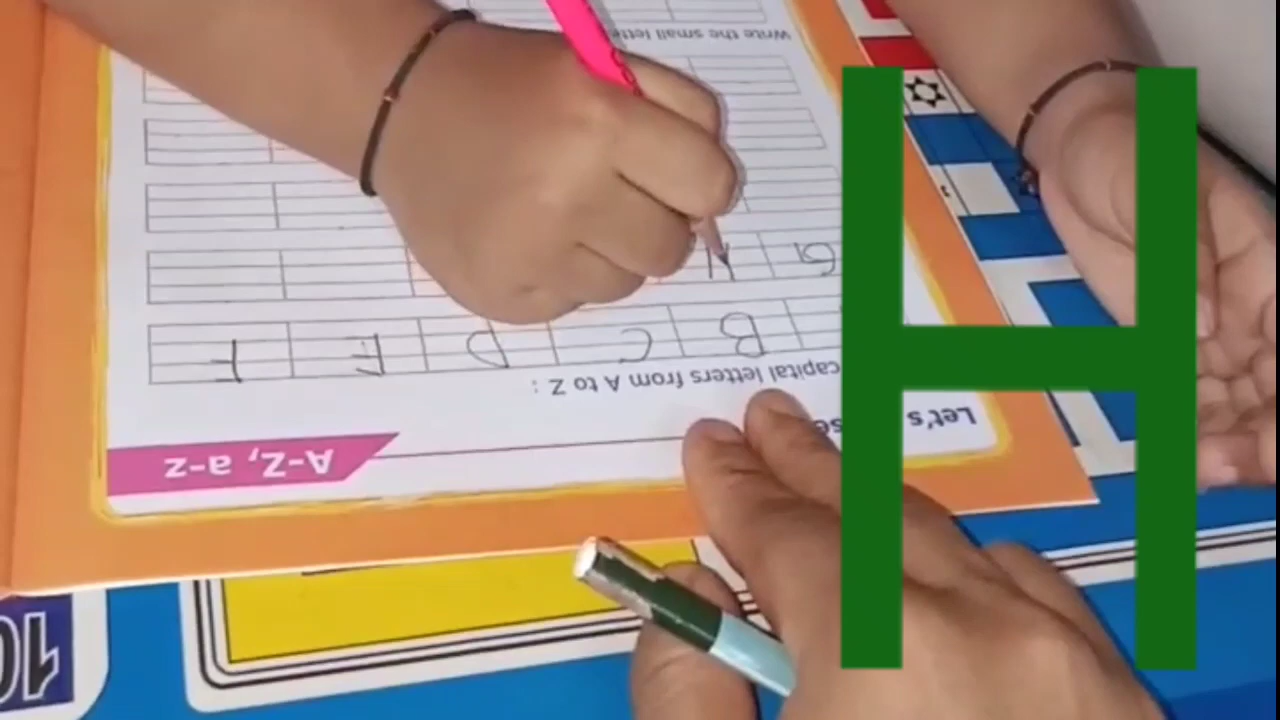 A-Z, a-z
Let's
capital letters from A to Z :
B C D E F
G H
Write the small lette
10
H